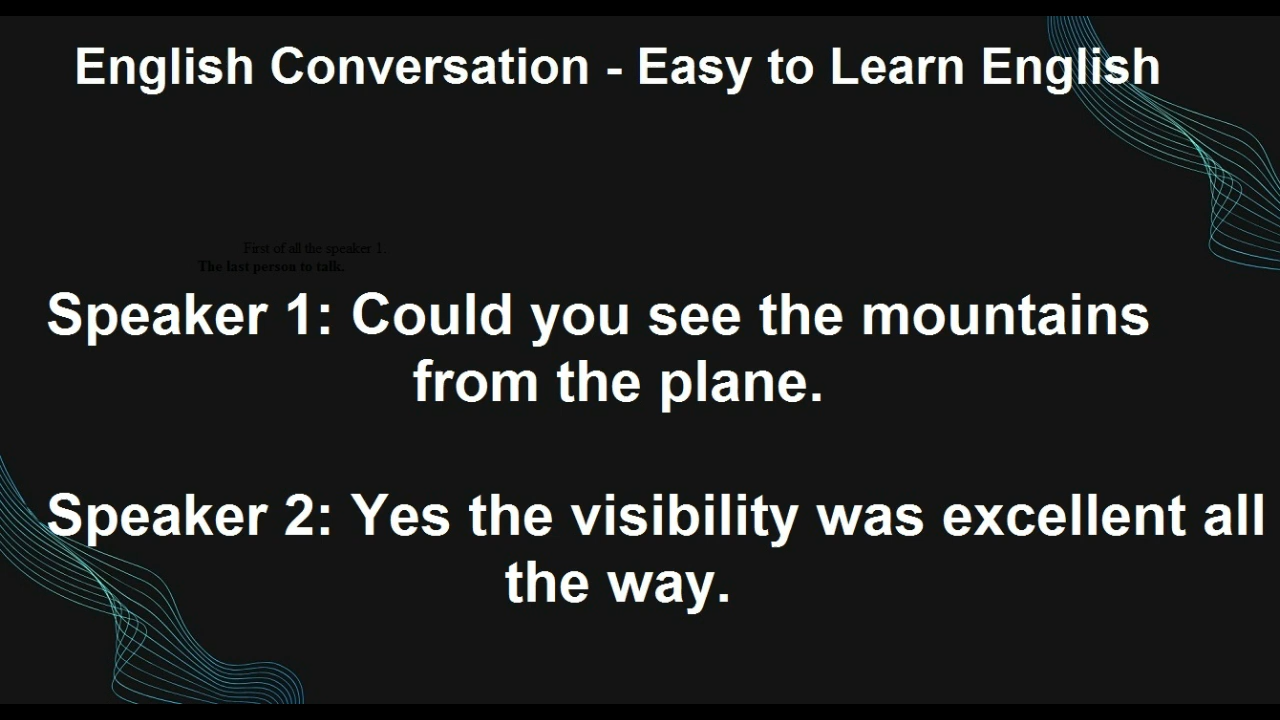 English Conversation - Easy to Learn English
First of all the speaker 1.
The last person to talk.
Speaker 1: Could you see the mountains
from the plane.
Speaker 2: Yes the visibility was excellent all
the way.